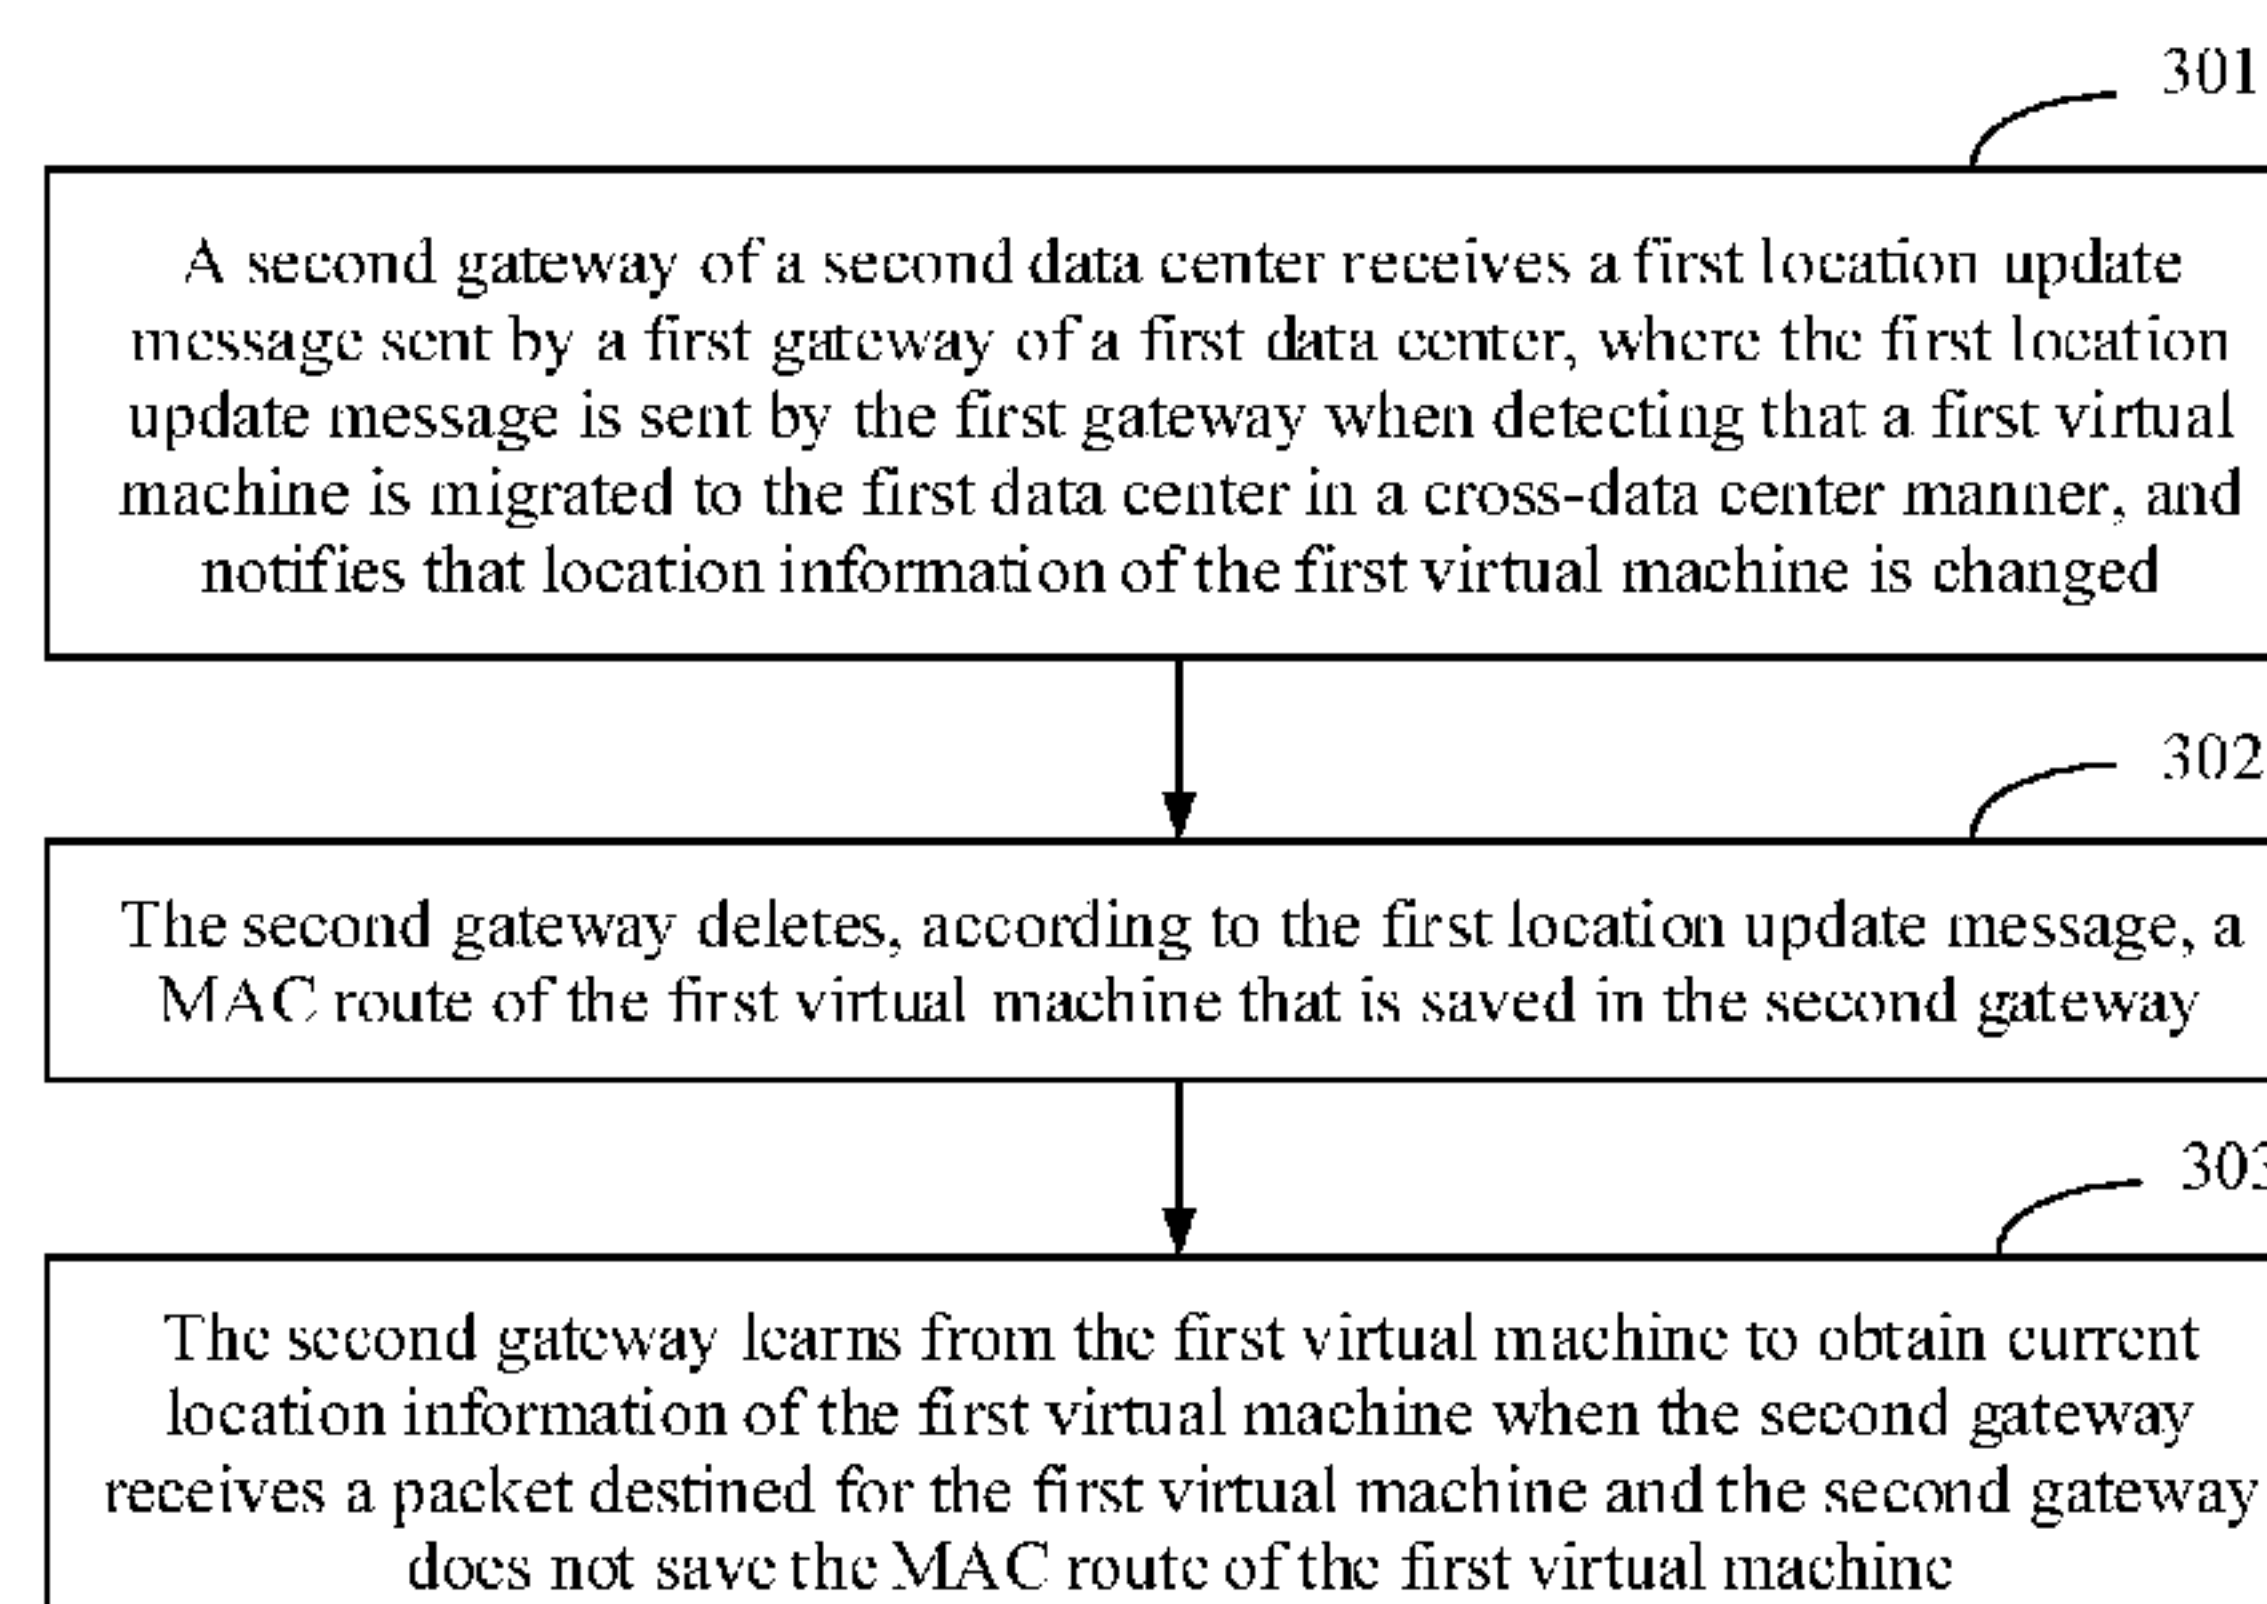 301
A second gateway of a second data center receives a first location update
message sent by a first gateway of a first data center, where the first location
update message is sent by the first gateway when detecting that a first virtual
machine is migrated to the first data center in a cross-data center manner, and
notifies that location information of the first virtual machine is changed
302
The second gateway deletes, according to the first location update message, a
MAC route of the first virtual machine that is saved in the second gateway
303
The second gateway learns from the first virtual machine to obtain current
location information of the first virtual machine when the second gateway
receives a packet destined for the first virtual machine and the second gateway
does not save the MAC route of the first virtual machine